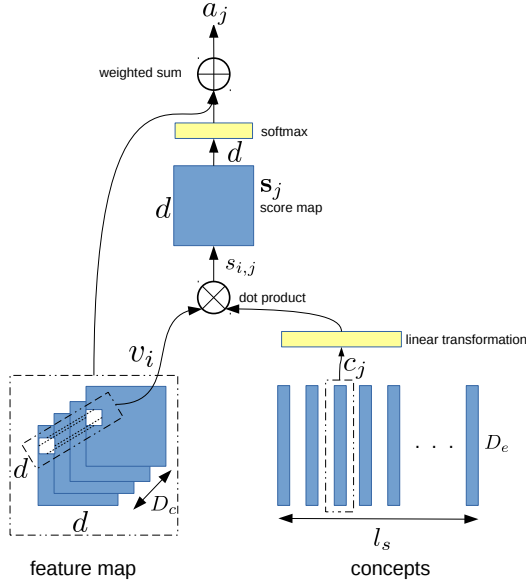 a_j
weighted sum
softmax
d
s_j
d
score map
s_{i,j}
dot product
linear transformation
v_i
c_j
d
D_c
d
. . .
D_e
l_s
feature map
concepts